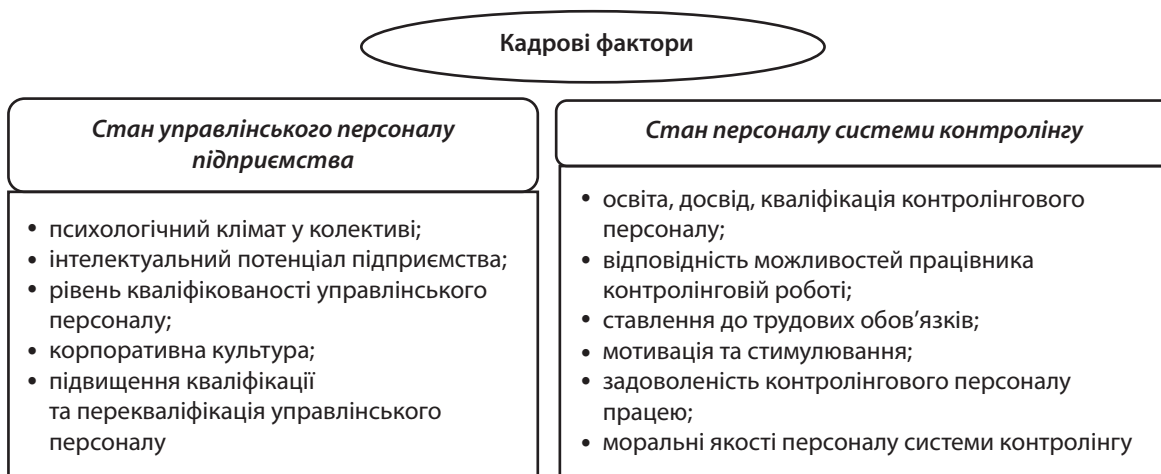 Кадрові фактори
Стан управлінського персоналу
підприємства
• психологічний клімат у колективі;
• інтелектуальний потенціал підприємства;
• рівень кваліфікованості управлінського
персоналу;
• корпоративна культура;
• підвищення кваліфікації
та перекваліфікація управлінського
персоналу
Стан персоналу системи контролінгу
• освіта, досвід, кваліфікація контролінгового
персоналу;
• відповідність можливостей працівника
контролінговій роботі;
• ставлення до трудових обов’язків;
• мотивація та стимулювання;
• задоволеність контролінгового персоналу
працею;
• моральні якості персоналу системи контролінгу